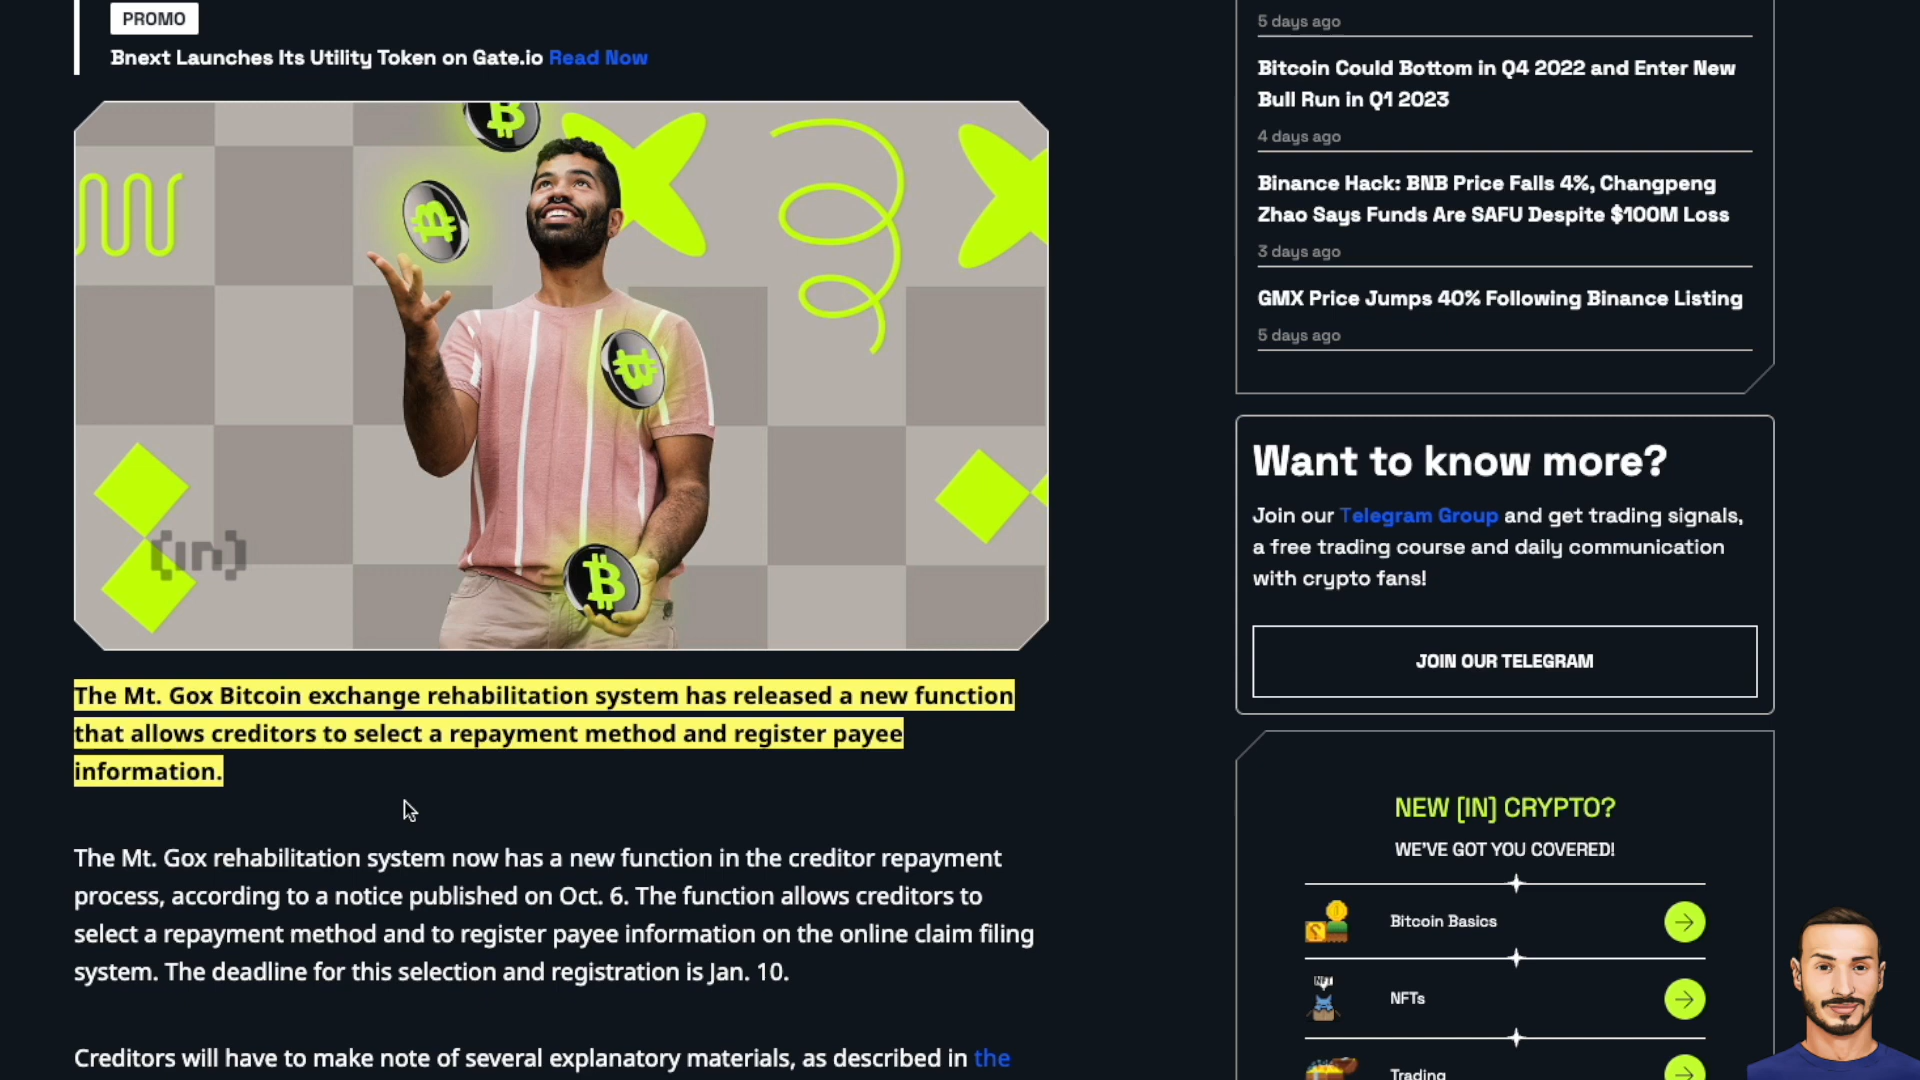 PROMO
Bnext Launches Its Utility Token on Gate.io Read Now
[in]
The Mt. Gox Bitcoin exchange rehabilitation system has released a new function
that allows creditors to select a repayment method and register payee
information.
The Mt. Gox rehabilitation system now has a new function in the creditor repayment
process, according to a notice published on Oct. 6. The function allows creditors to
select a repayment method and to register payee information on the online claim filing
system. The deadline for this selection and registration is Jan. 10.
Creditors will have to make note of several explanatory materials, as described in the
5 days ago
Bitcoin Could Bottom in Q4 2022 and Enter New
Bull Run in Q1 2023
4 days ago
Binance Hack: BNB Price Falls 4%, Changpeng
Zhao Says Funds Are SAFU Despite $100M Loss
3 days ago
GMX Price Jumps 40% Following Binance Listing
5 days ago
Want to know more?
Join our Telegram Group and get trading signals,
a free trading course and daily communication
with crypto fans!
JOIN OUR TELEGRAM
NEW [IN] CRYPTO?
WE'VE GOT YOU COVERED!
Bitcoin Basics
NFT
NFTs
Trading